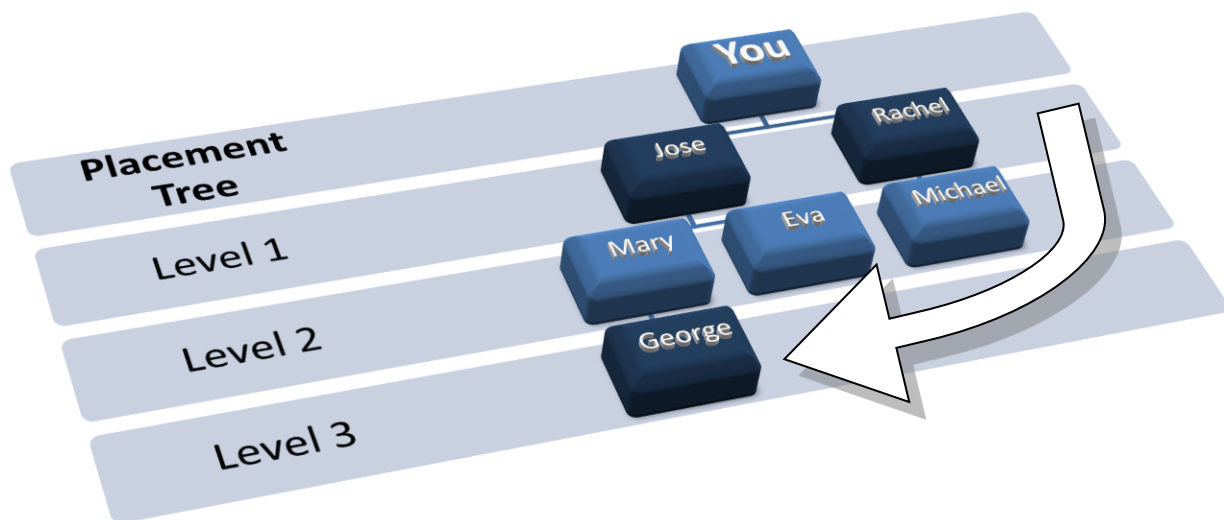 You
Rachel
Placement
Tree
Jose
Level 1
Michael
Eva
Mary
Level 2
George
Level 3